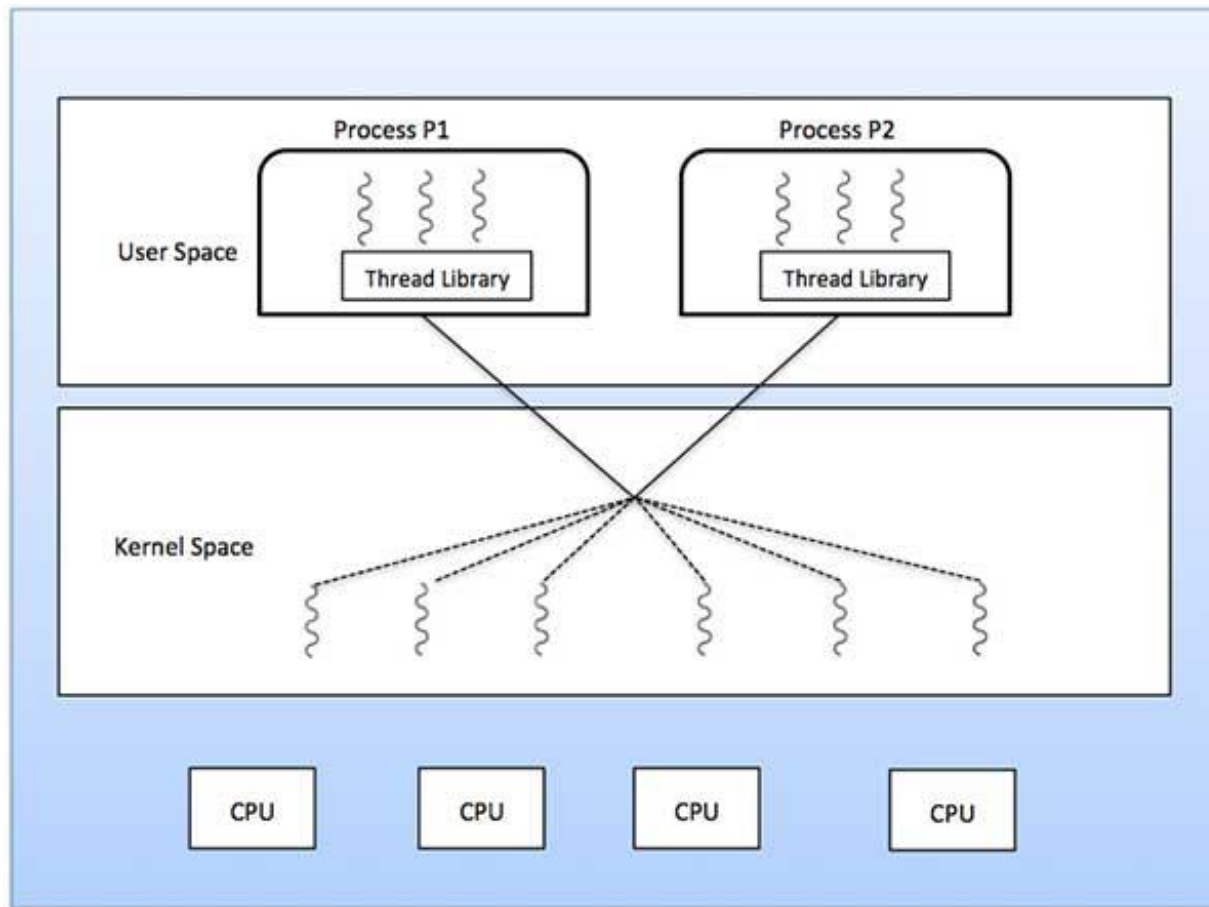 Process P1
Process P2
User Space
Thread Library
Thread Library
Kernel Space
CPU
CPU
CPU
CPU